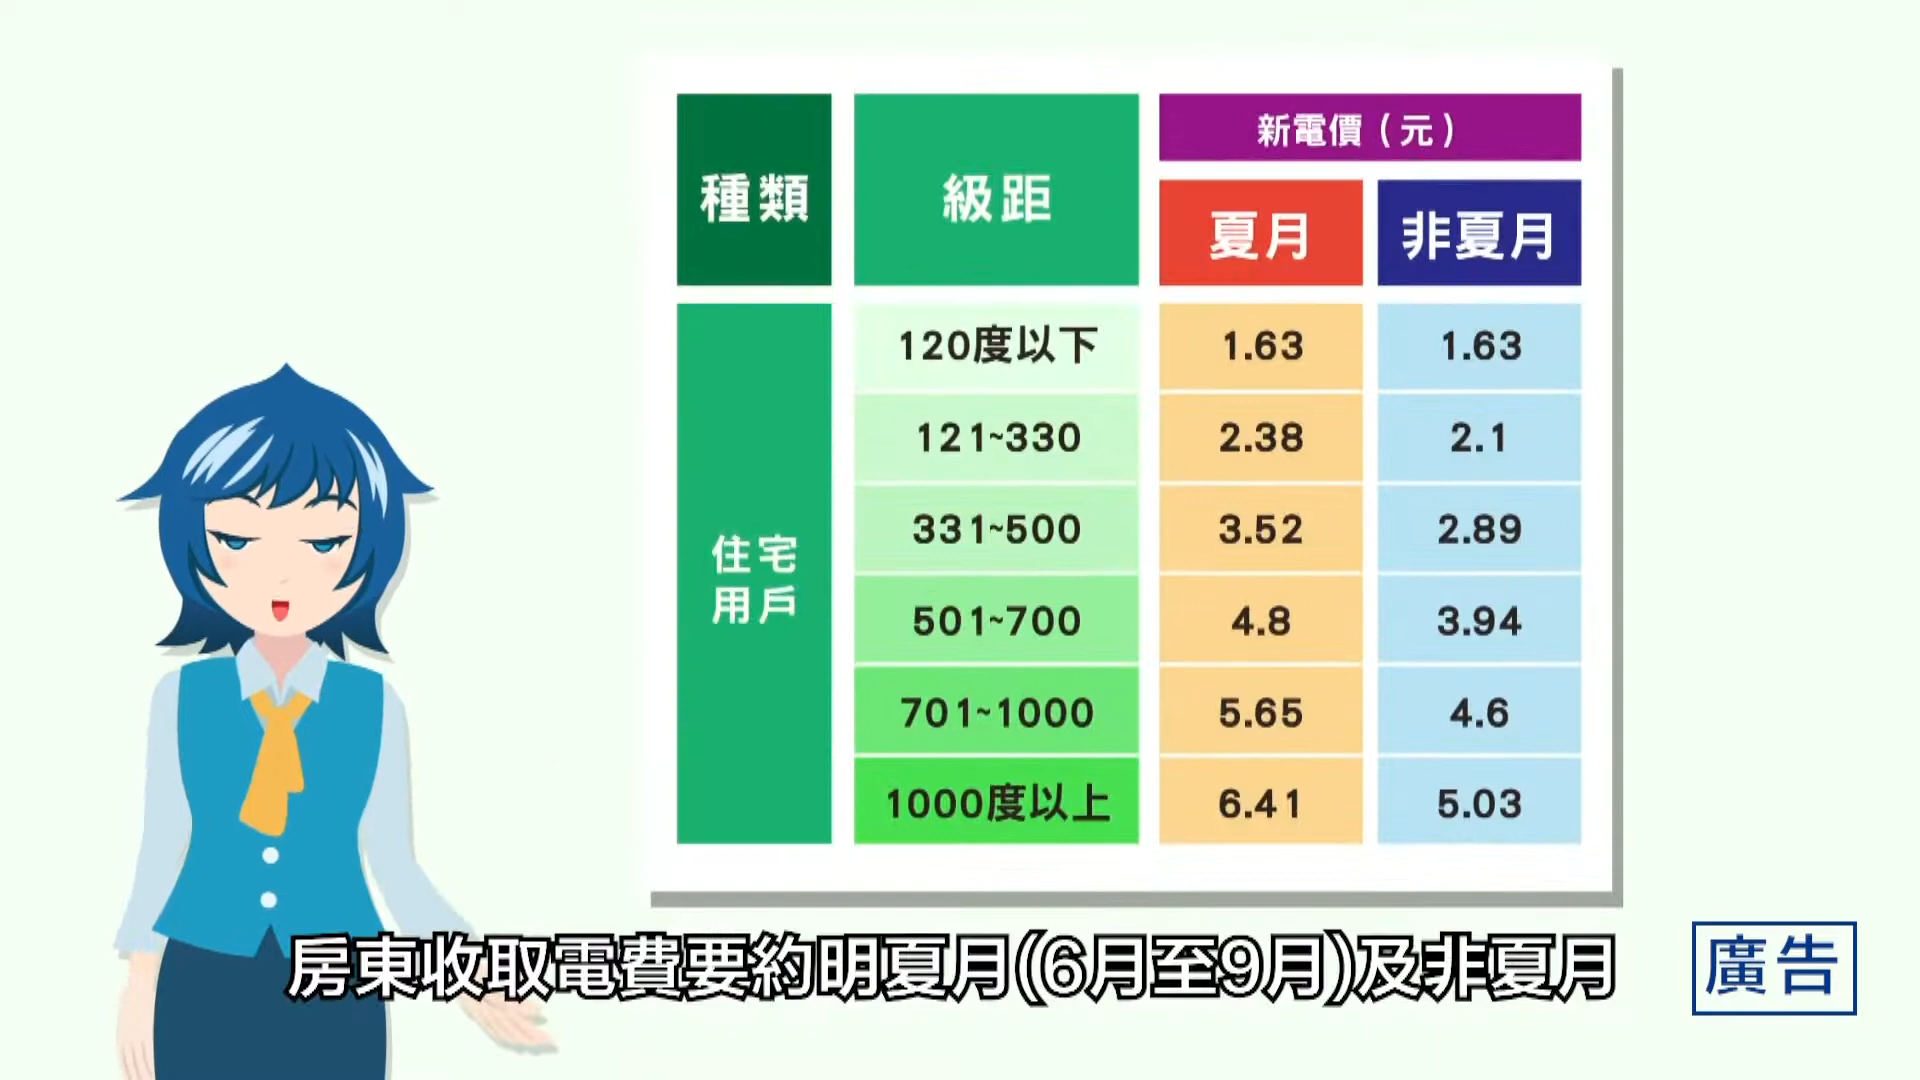 種類
級距
新電價（元）
夏月
非夏月
住宅
用戶
120度以下
1.63
1.63
121~330
2.38
2.1
331~500
3.52
2.89
501~700
4.8
3.94
701~1000
5.65
4.6
1000度以上
6.41
5.03
房東收取電費要約明夏月(6月至9月)及非夏月
廣告